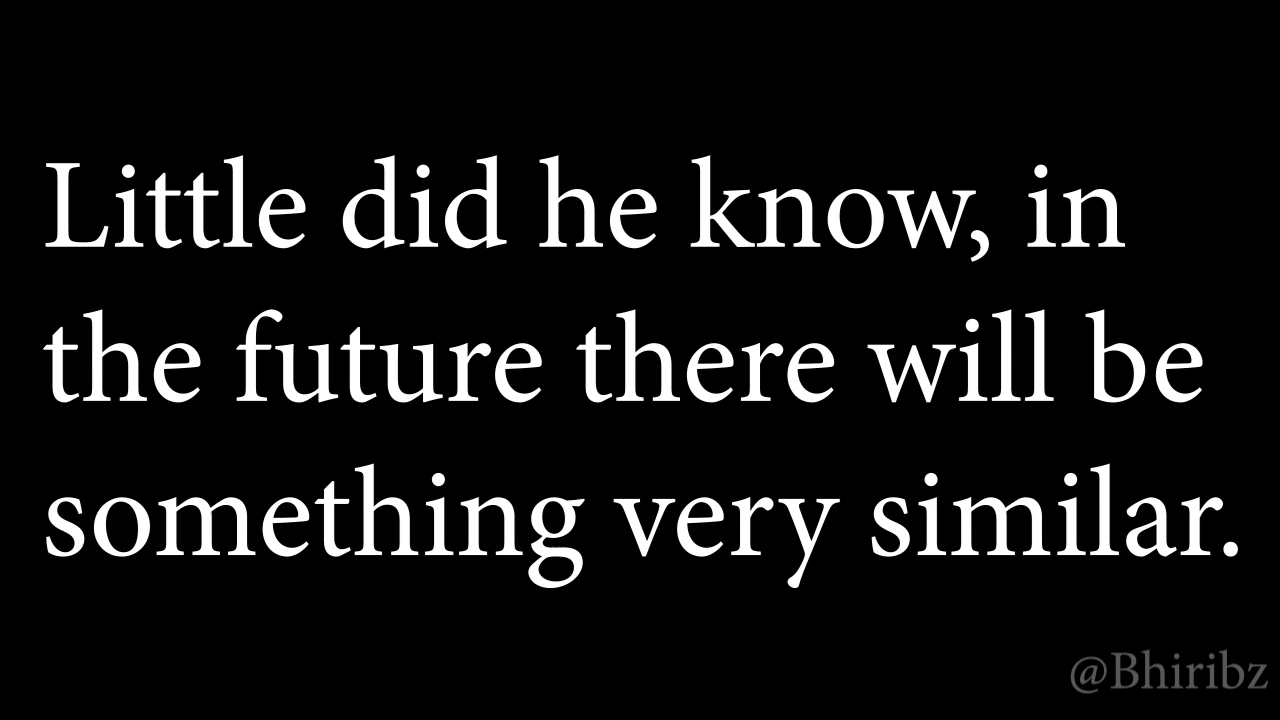 Little did he know, in
the future there will be
something very similar.
@Bhiribz